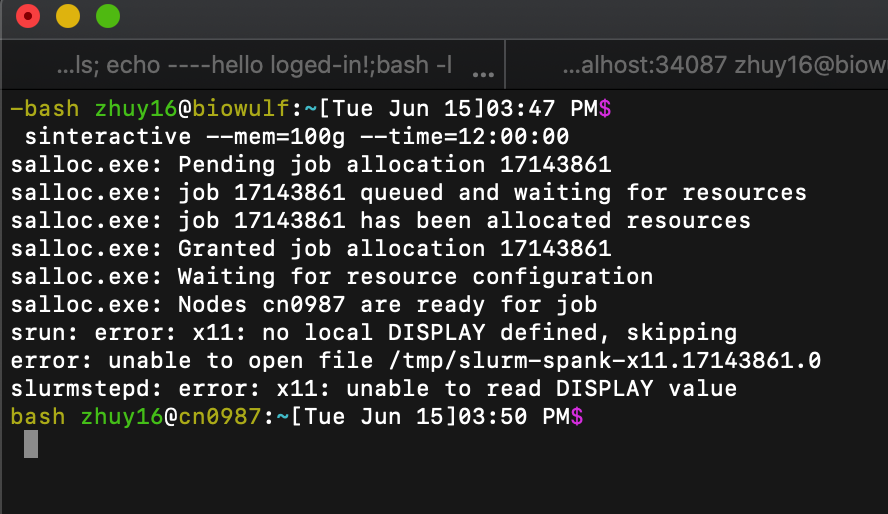 ...ls; echo ----hello loged-in!;bash -l ...
...alhost:34087 zhuy16@biow
-bash zhuy16@biowulf:~[Tue Jun 15]03:47 PM$
sinteractive --mem=100g --time=12:00:00
salloc.exe: Pending job allocation 17143861
salloc.exe: job 17143861 queued and waiting for resources
salloc.exe: job 17143861 has been allocated resources
salloc.exe: Granted job allocation 17143861
salloc.exe: Waiting for resource configuration
salloc.exe: Nodes cn0987 are ready for job
srun: error: x11: no local DISPLAY defined, skipping
error: unable to open file /tmp/slurm-spank-x11.17143861.0
slurmstepd: error: x11: unable to read DISPLAY value
bash zhuy16@cn0987:~[Tue Jun 15]03:50 PM$